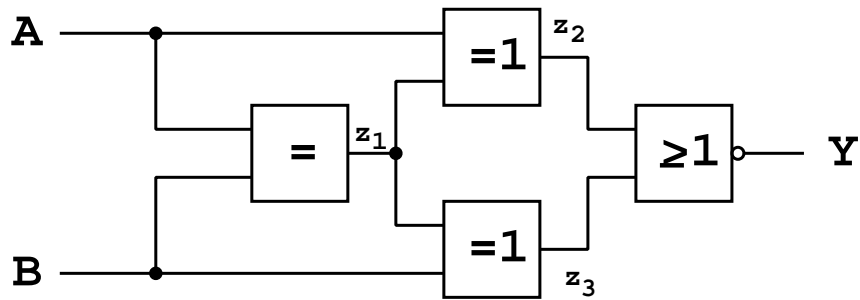 A
=1
z₂
=
z₁
≥1
Y
=1
B
z₃